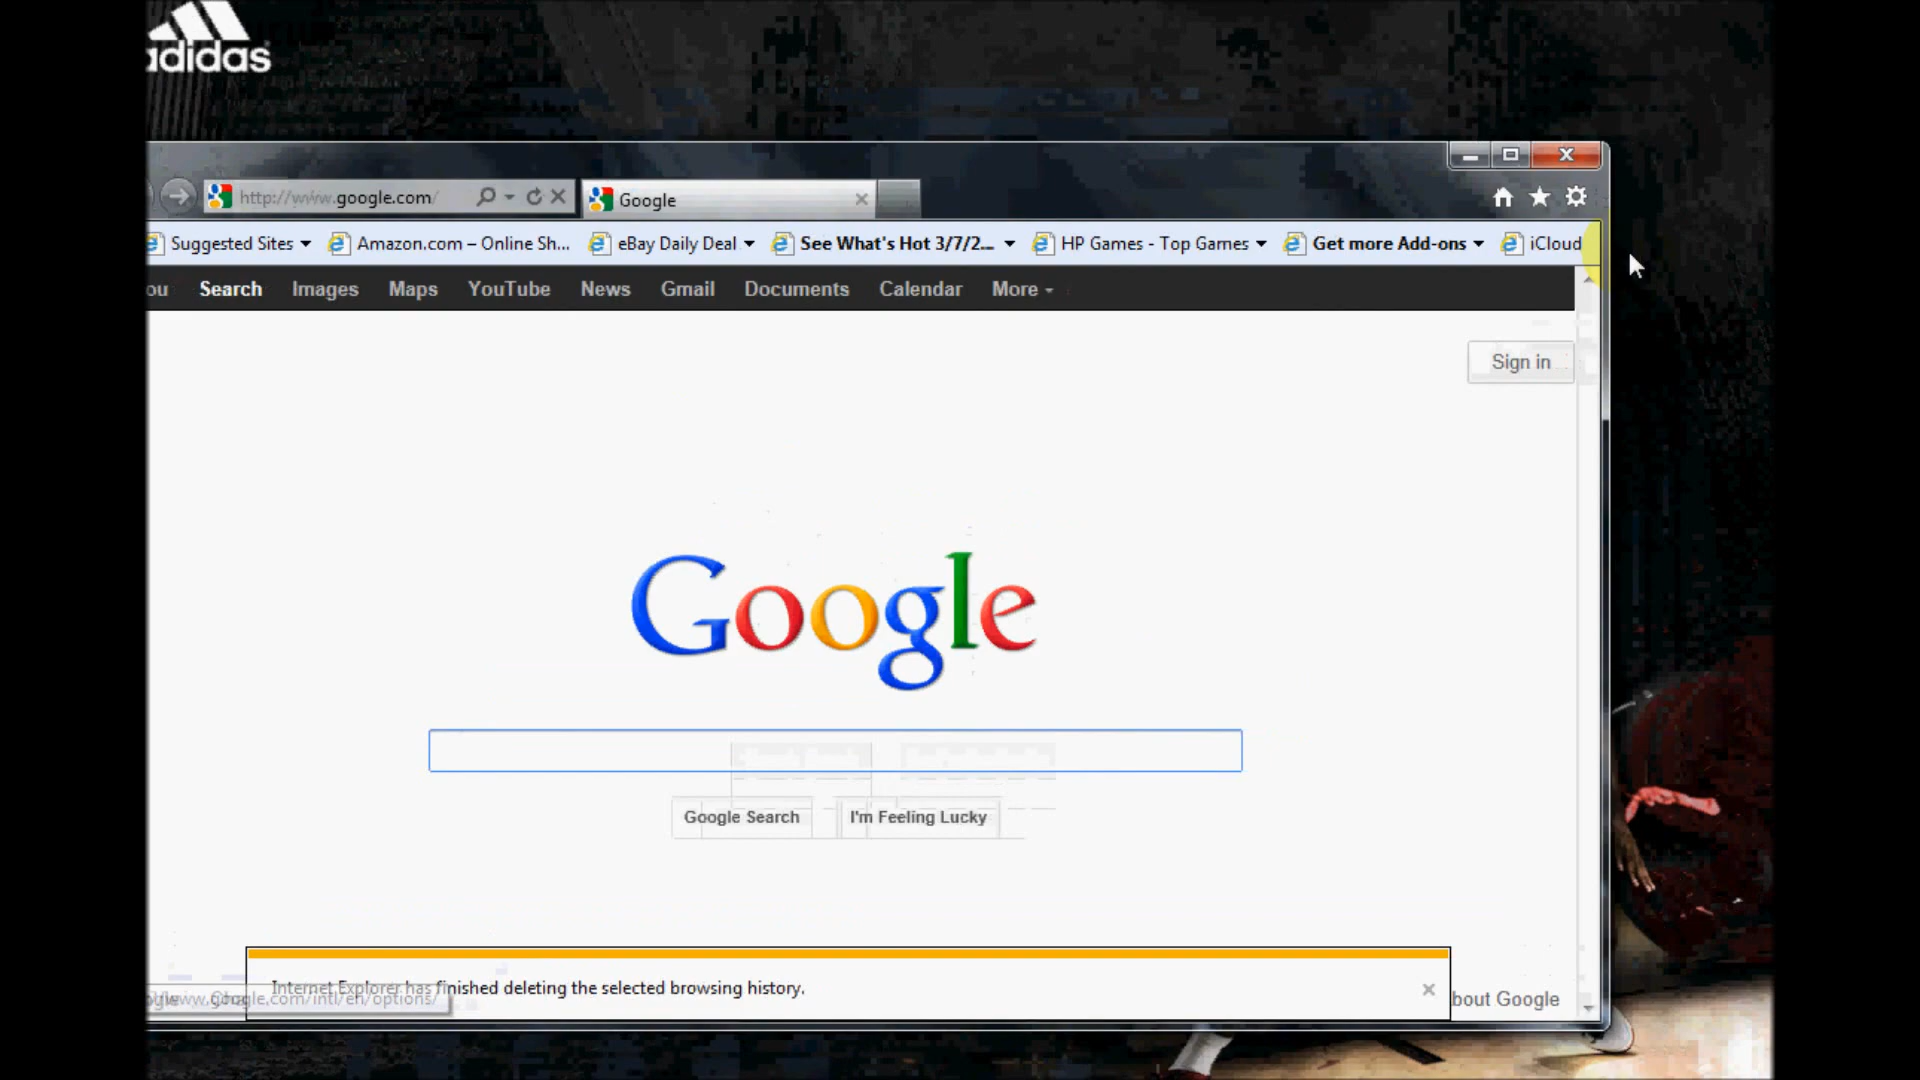 adidas
http://www.google.com/
Google
Suggested Sites
Amazon.com – Online Sh...
eBay Daily Deal
See What's Hot 3/7/2...
HP Games - Top Games
Get more Add-ons
iCloud
ou Search Images Maps YouTube News Gmail Documents Calendar More
Sign in
Google
Google Search
I'm Feeling Lucky
Internet Explorer has finished deleting the selected browsing history.
bout Google